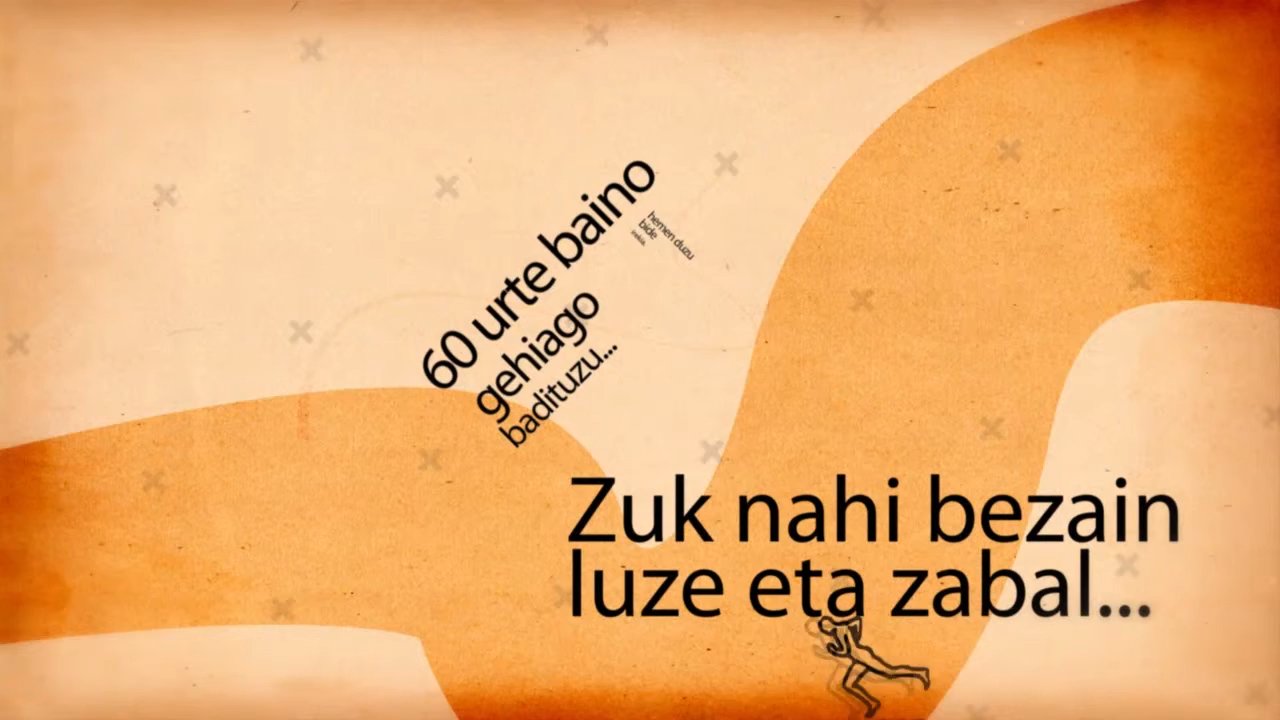 60 urte baino
gehiago
badituzu...
hemen duzu
bide
Zuk nahi bezain
luze eta zabal...